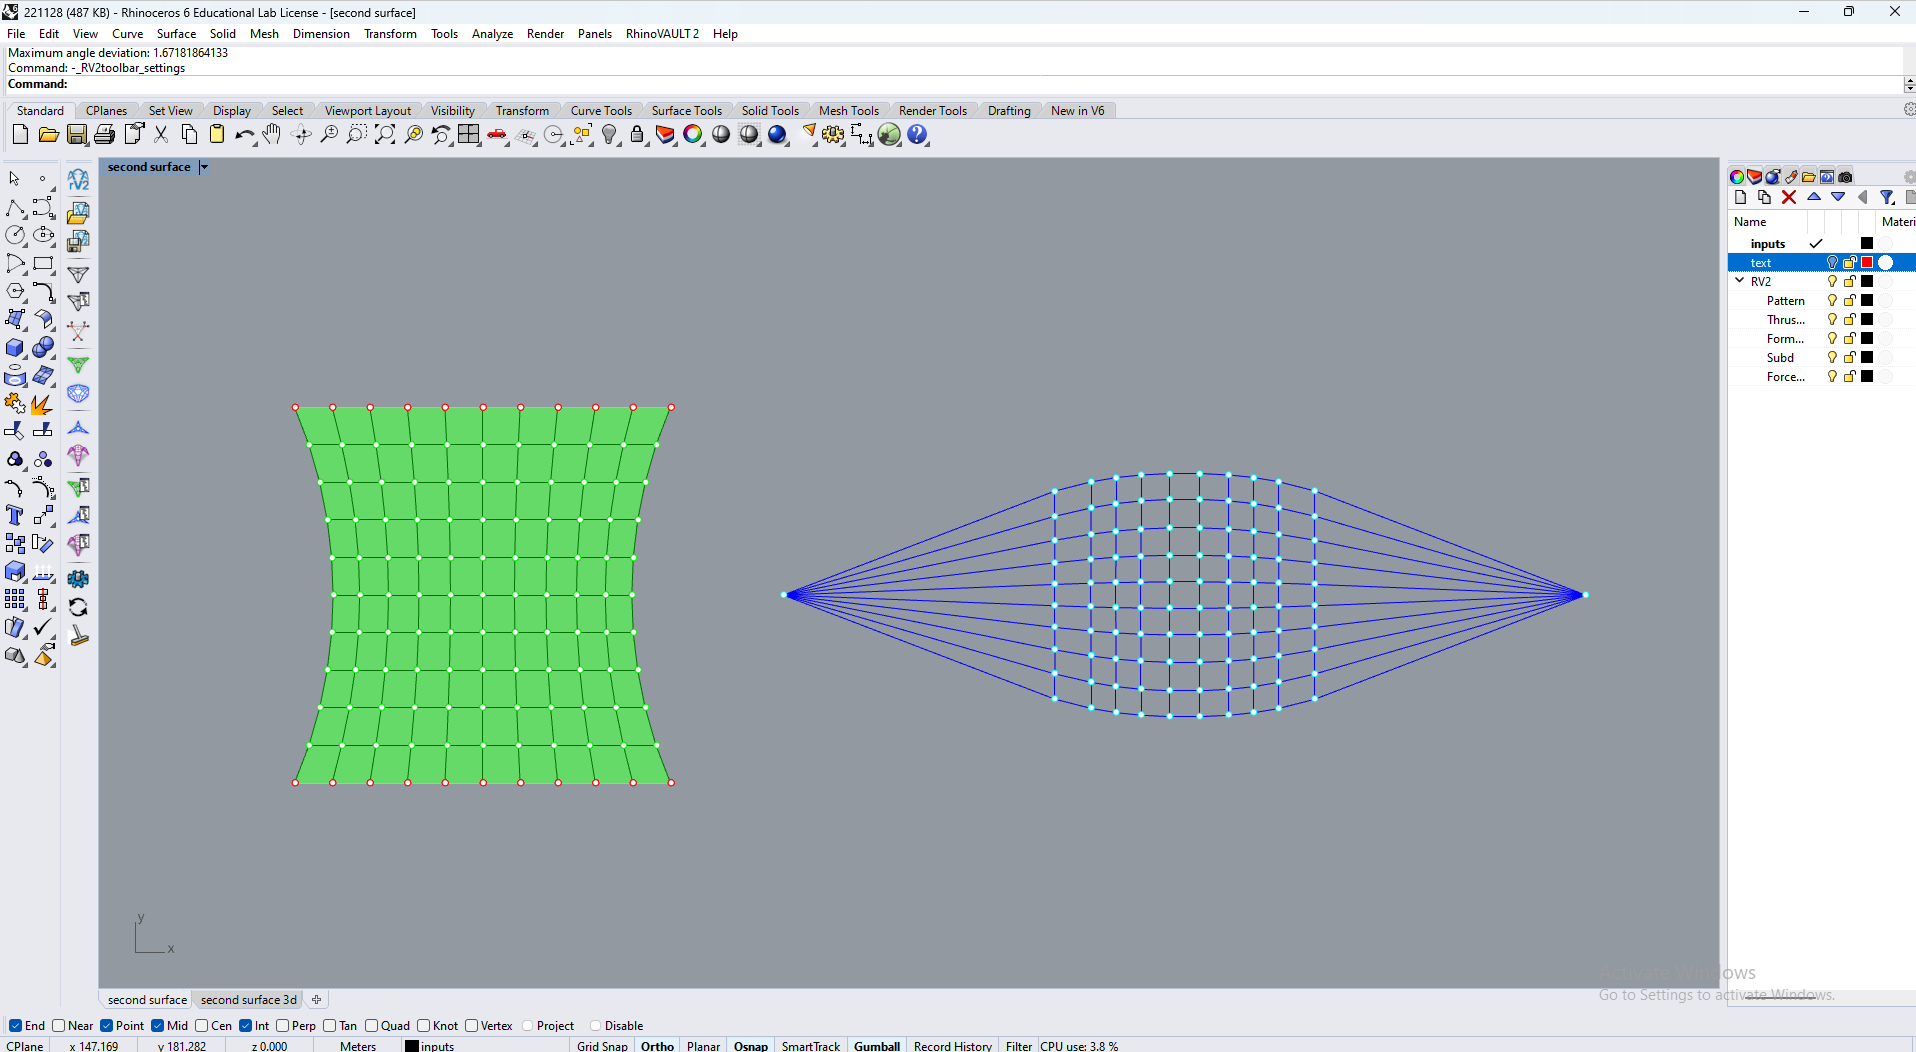 221128 (487 KB) - Rhinoceros 6 Educational Lab License - [second surface]
File Edit View Curve Surface Solid Mesh Dimension Transform Tools Analyze Render Panels RhinoVAULT2 Help
Maximum angle deviation: 1.67181864133
Command: -_RV2toolbar_settings
Command:
Standard CPlanes Set View Display Select Viewport Layout Visibility Transform Curve Tools Surface Tools Solid Tools Mesh Tools Render Tools Drafting New in V6
second surface
rV2
Name Materi
inputs
text
RV2
Pattern
Thrus...
Form...
Subd
Force...
y
x
Activate Windows
Go to Settings to activate Windows.
second surface second surface 3d
End Near Point Mid Cen Int Perp Tan Quad Knot Vertex Project Disable
CPlane x 147.169 y 181.282 z 0.000 Meters inputs Grid Snap Ortho Planar Osnap SmartTrack Gumball Record History Filter CPU use: 3.8 %